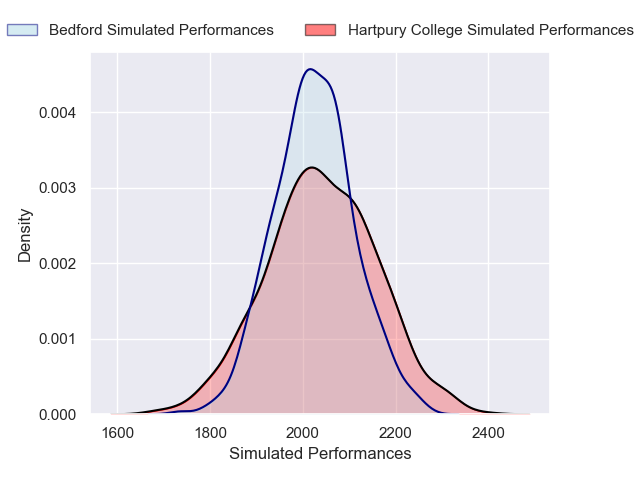 Bedford Simulated Performances
Hartpury College Simulated Performances
0.004
0.003
0.002
0.001
0.000
Density
1600
1800
2000
2200
2400
Simulated Performances